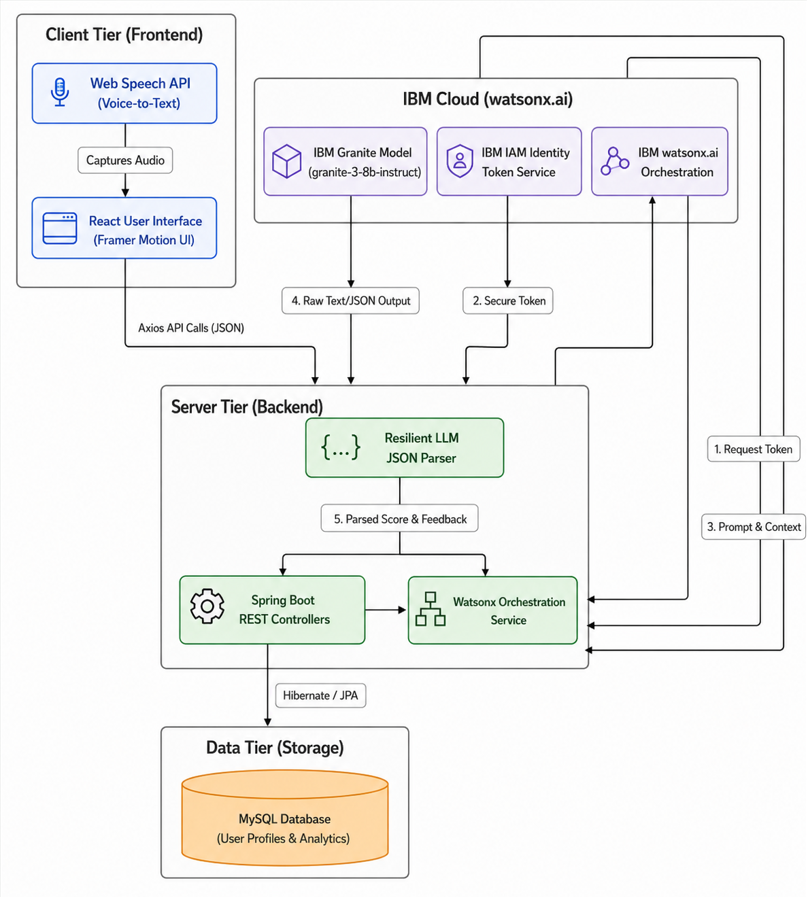 Client Tier (Frontend)
Web Speech API
(Voice-to-Text)
Captures Audio
React User Interface
(Framer Motion UI)
Axios API Calls (JSON)
IBM Cloud (watsonx.ai)
IBM Granite Model
(granite-3-8b-instruct)
IBM IAM Identity
Token Service
IBM watsonx.ai
Orchestration
4. Raw Text/JSON Output
2. Secure Token
1. Request Token
3. Prompt & Context
Server Tier (Backend)
{...}
Resilient LLM
JSON Parser
5. Parsed Score & Feedback
Spring Boot
REST Controllers
Watsonx Orchestration
Service
Hibernate / JPA
Data Tier (Storage)
MySQL Database
(User Profiles & Analytics)